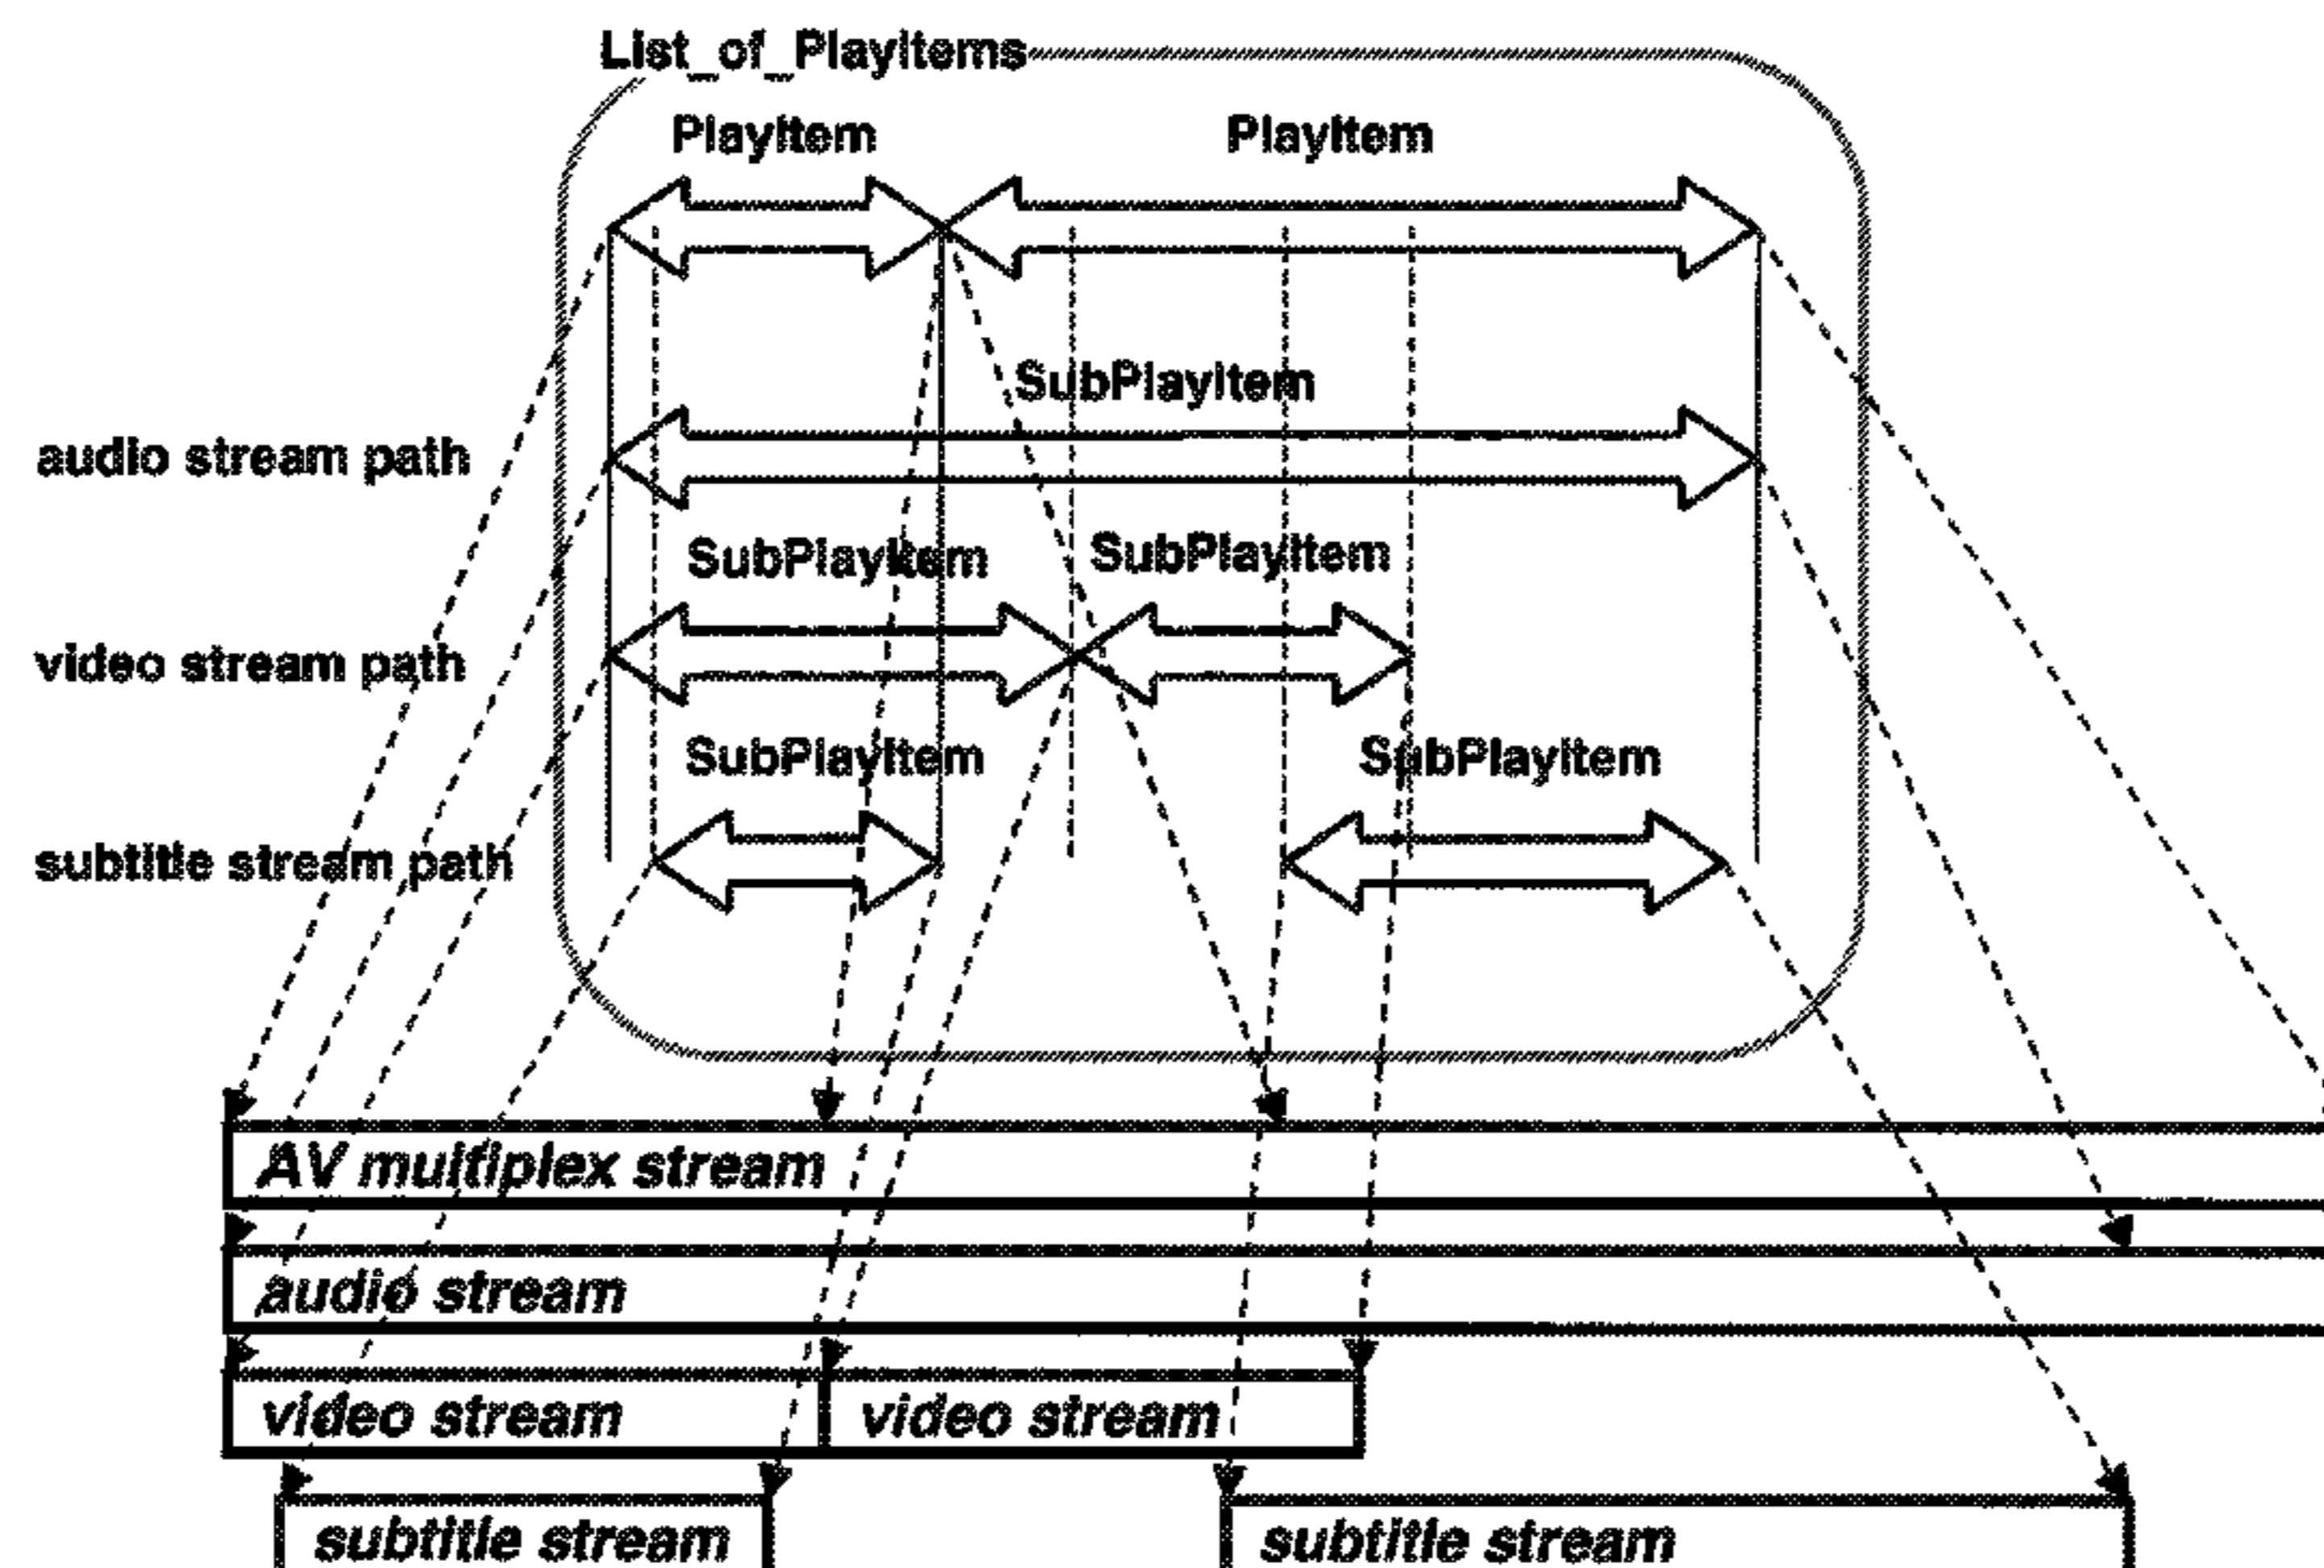 List_of_PlayItems
PlayItem PlayItem
SubPlayItem
audio stream path
SubPlayItem SubPlayItem
video stream path
SubPlayItem SubPlayItem
subtitle stream path
AV multiplex stream
audio stream
video stream video stream
subtitle stream subtitle stream